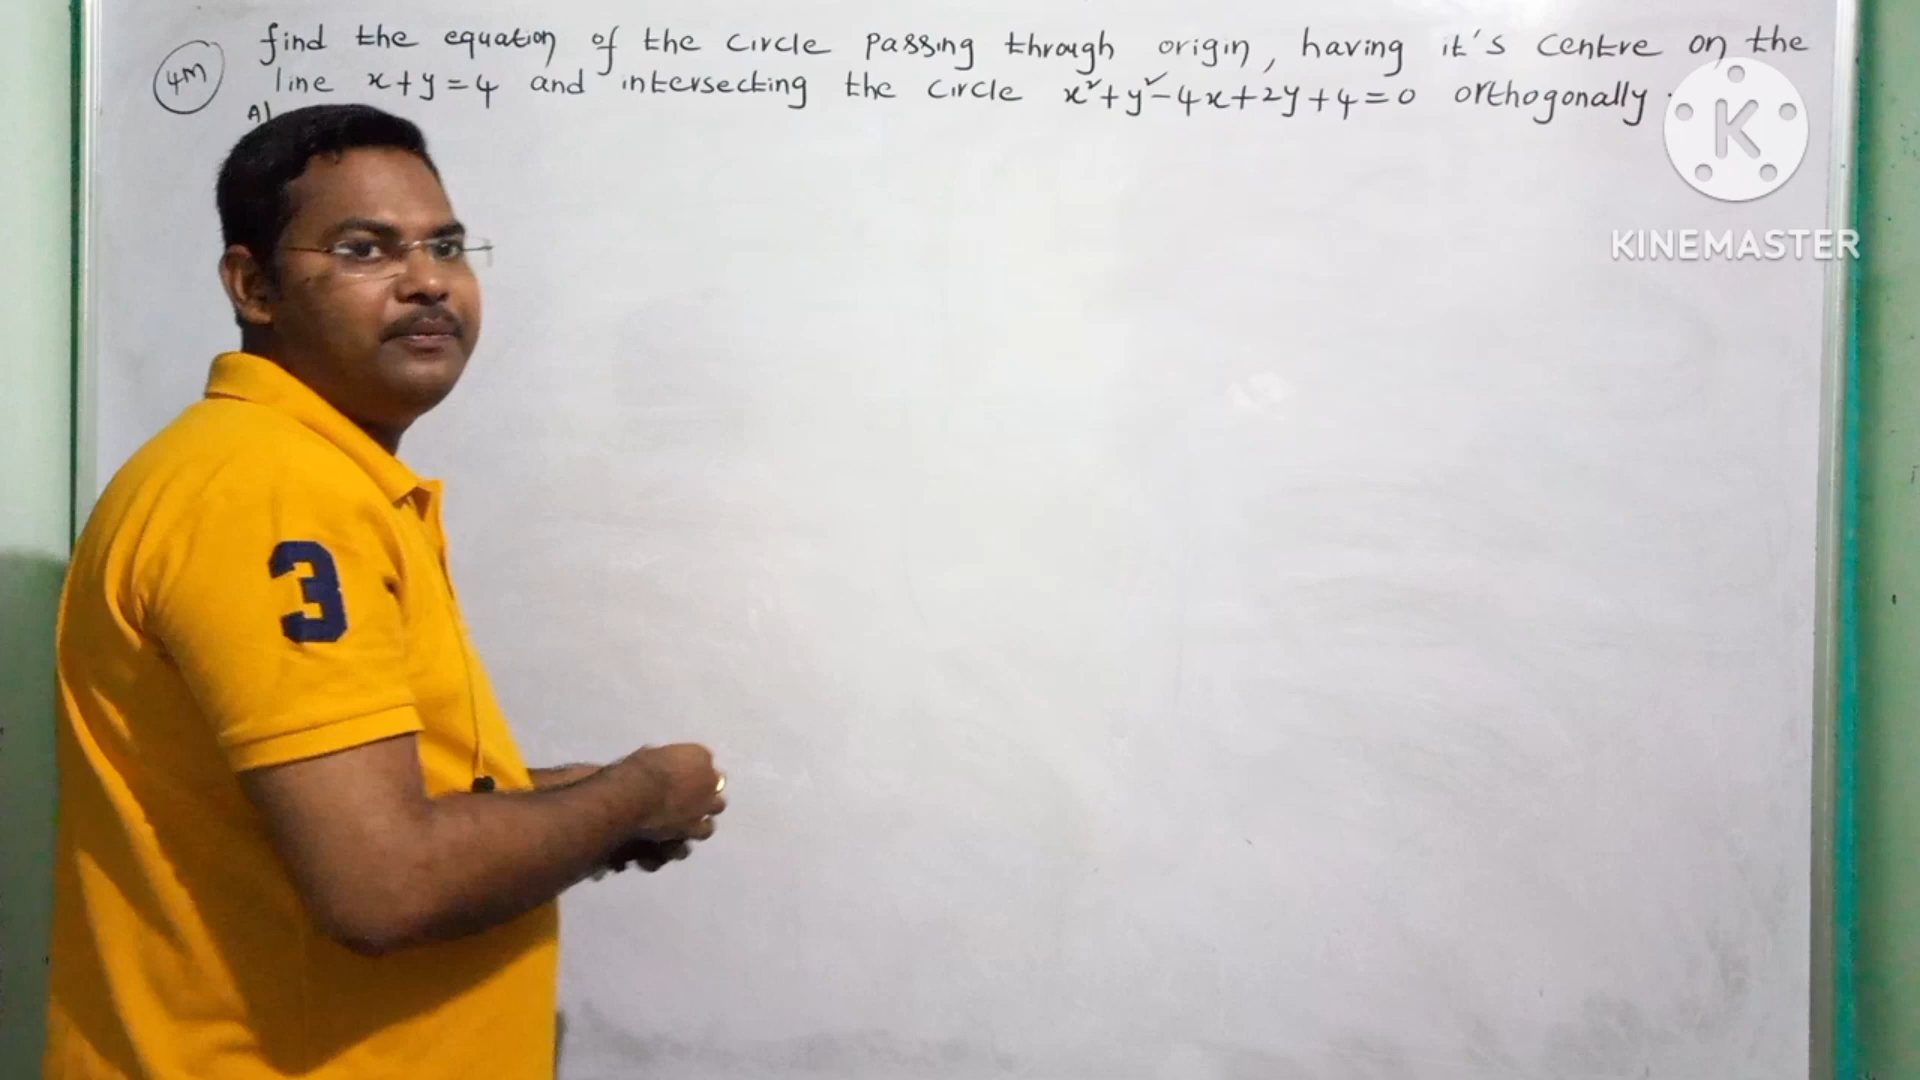 find the equation of the circle passing through origin, having it's centre on the
4M
line x+y=4 and intersecting the circle x²+y²-4x+2y+4=0 orthogonally.
A)
K
KINEMASTER
3